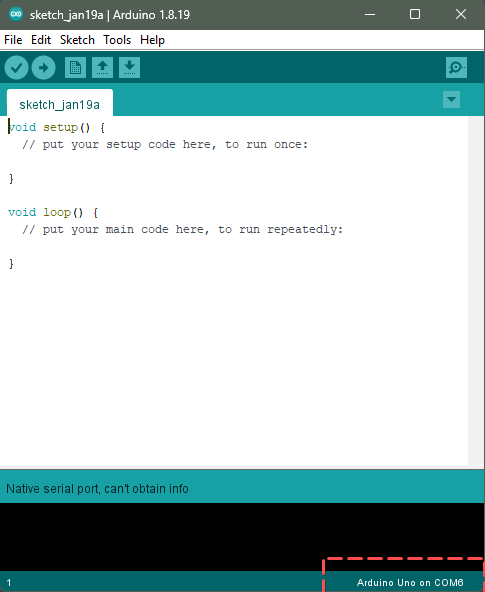 sketch_jan19a | Arduino 1.8.19
File Edit Sketch Tools Help
sketch_jan19a
void setup() {
  // put your setup code here, to run once:
}
void loop() {
  // put your main code here, to run repeatedly:
}
Native serial port, can't obtain info
1 Arduino Uno on COM6